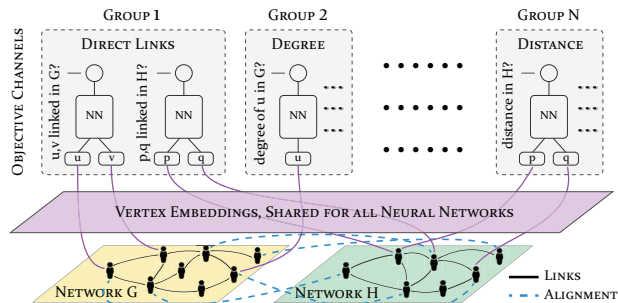 Group 1
Group 2
Group N
Objective Channels
Direct Links
Degree
Distance
u,v linked in G?
NN
u
v
p,q linked in H?
NN
p
q
degree of u in G?
NN
u
distance in H?
NN
p
q
Vertex Embeddings, Shared for all Neural Networks
Network G
Network H
Links
Alignment